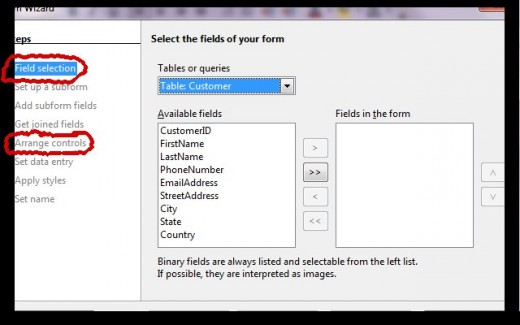 m Wizard
teps
Field selection
Set up a subform
Add subform fields
Get joined fields
Arrange controls
Set data entry
Apply styles
Set name
Select the fields of your form
Tables or queries
Table: Customer
Available fields
CustomerID
FirstName
LastName
PhoneNumber
EmailAddress
StreetAddress
City
State
Country
>
>>
<
<<
Fields in the form
Binary fields are always listed and selectable from the left list.
If possible, they are interpreted as images.